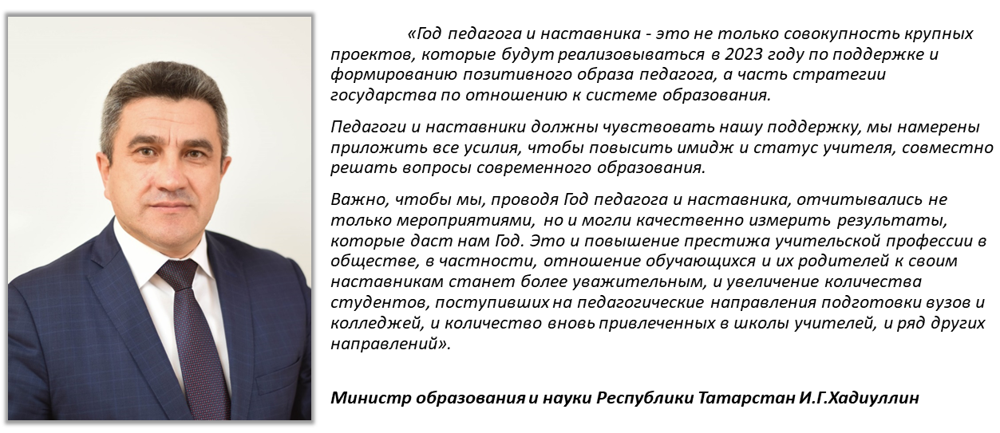 «Год педагога и наставника - это не только совокупность крупных
проектов, которые будут реализовываться в 2023 году по поддержке и
формированию позитивного образа педагога, а часть стратегии
государства по отношению к системе образования.
Педагоги и наставники должны чувствовать нашу поддержку, мы намерены
приложить все усилия, чтобы повысить имидж и статус учителя, совместно
решать вопросы современного образования.
Важно, чтобы мы, проводя Год педагога и наставника, отчитывались не
только мероприятиями, но и могли качественно измерить результаты,
которые даст нам Год. Это и повышение престижа учительской профессии в
обществе, в частности, отношение обучающихся и их родителей к своим
наставникам станет более уважительным, и увеличение количества
студентов, поступивших на педагогические направления подготовки вузов и
колледжей, и количество вновь привлеченных в школы учителей, и ряд других
направлений».
Министр образования и науки Республики Татарстан И.Г.Хадиуллин